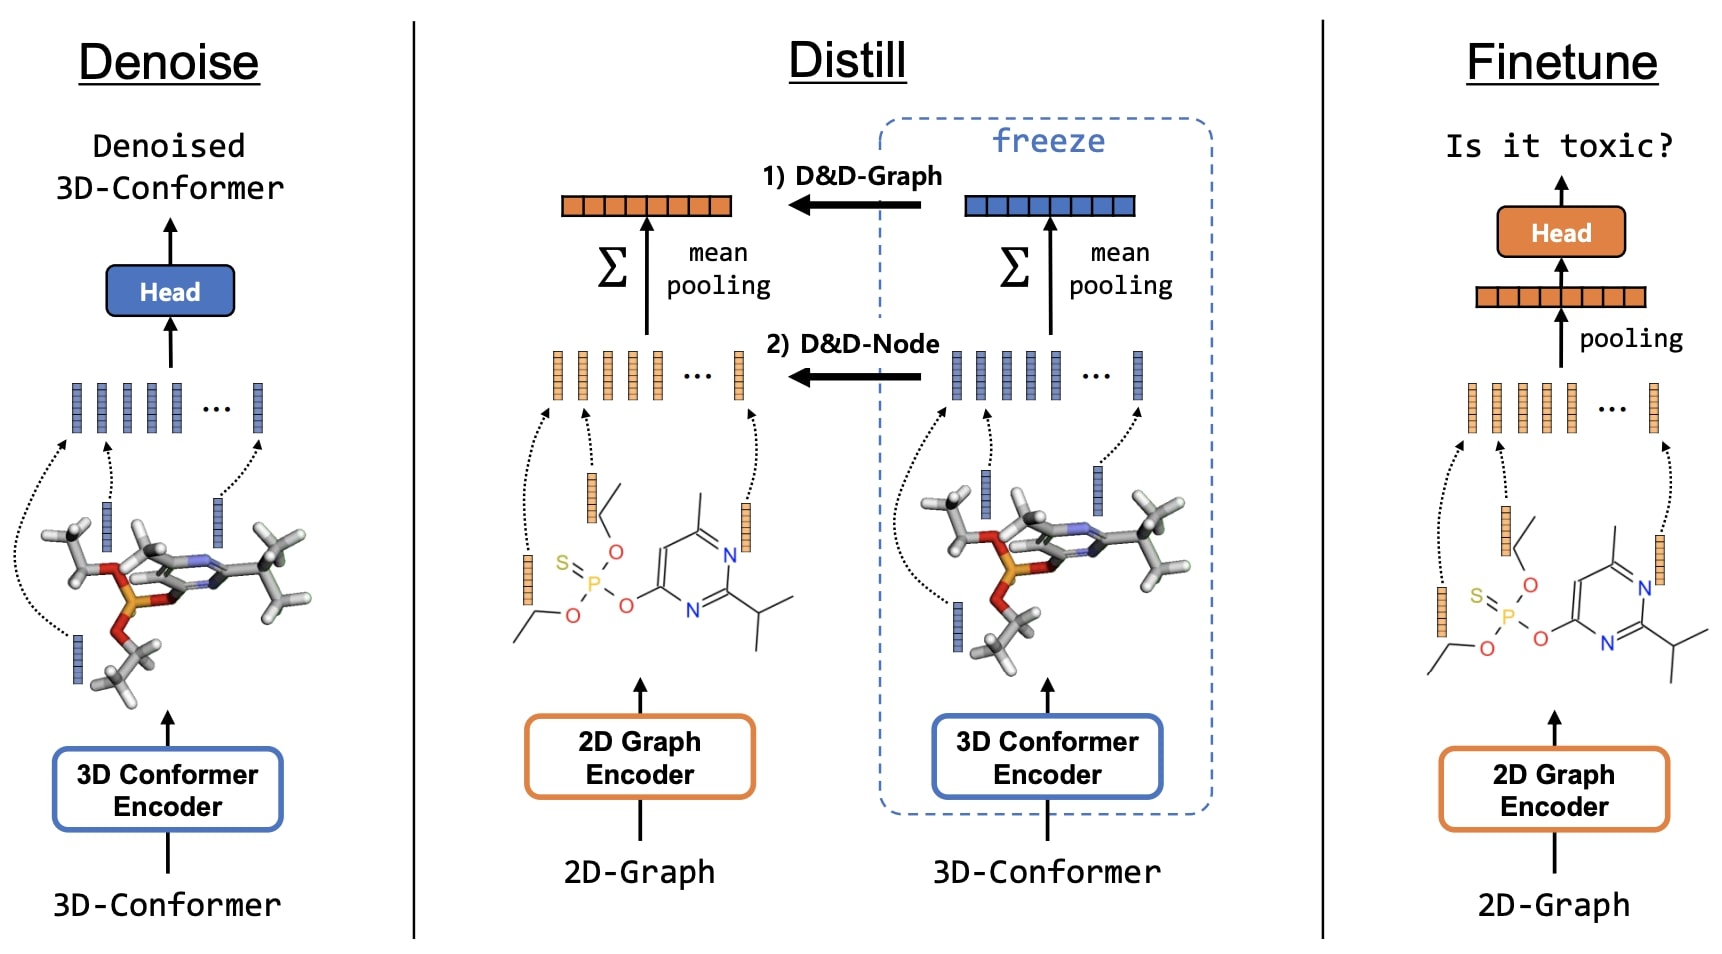 Denoise
Denoised
3D-Conformer
Head
...
3D Conformer
Encoder
3D-Conformer
Distill
freeze
1) D&D-Graph
Σ
mean
pooling
Σ
mean
pooling
2) D&D-Node
...
...
S
P
O
O
O
N
N
2D Graph
Encoder
2D-Graph
3D Conformer
Encoder
3D-Conformer
Finetune
Is it toxic?
Head
pooling
...
S
P
O
O
O
N
N
2D Graph
Encoder
2D-Graph